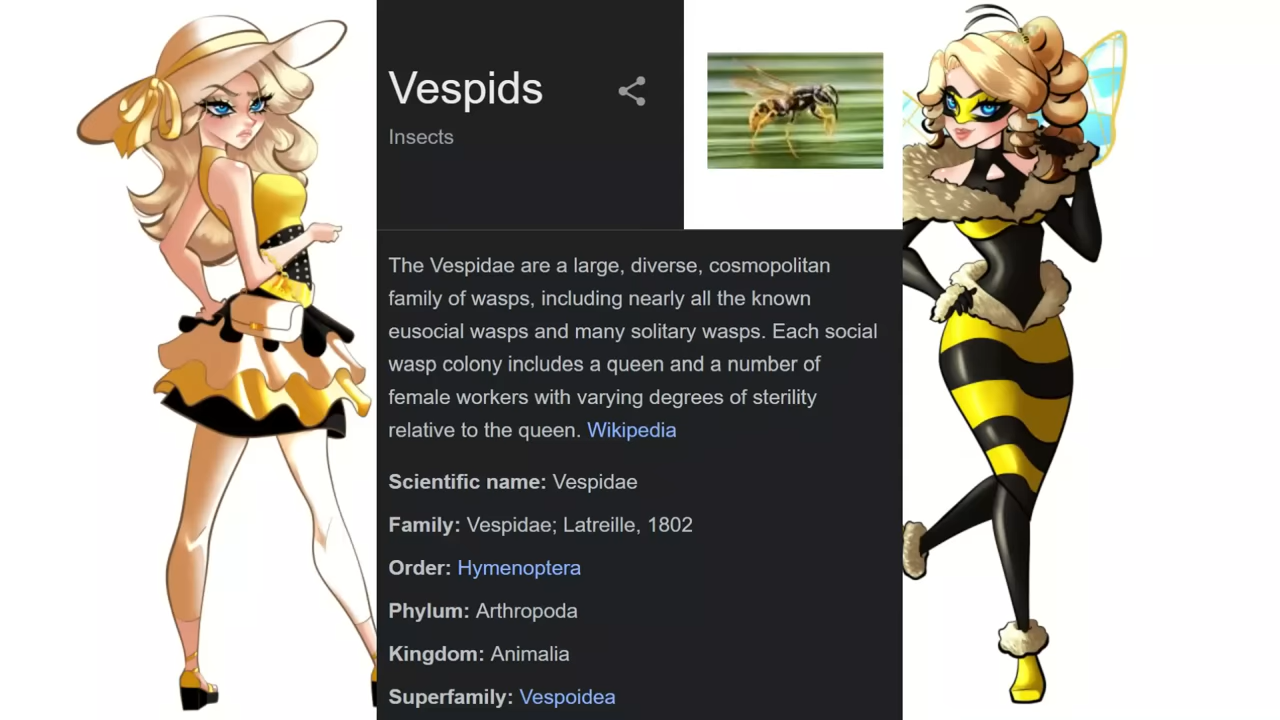 Vespids
Insects
The Vespidae are a large, diverse, cosmopolitan
family of wasps, including nearly all the known
eusocial wasps and many solitary wasps. Each social
wasp colony includes a queen and a number of
female workers with varying degrees of sterility
relative to the queen. Wikipedia
Scientific name: Vespidae
Family: Vespidae; Latreille, 1802
Order: Hymenoptera
Phylum: Arthropoda
Kingdom: Animalia
Superfamily: Vespoidea